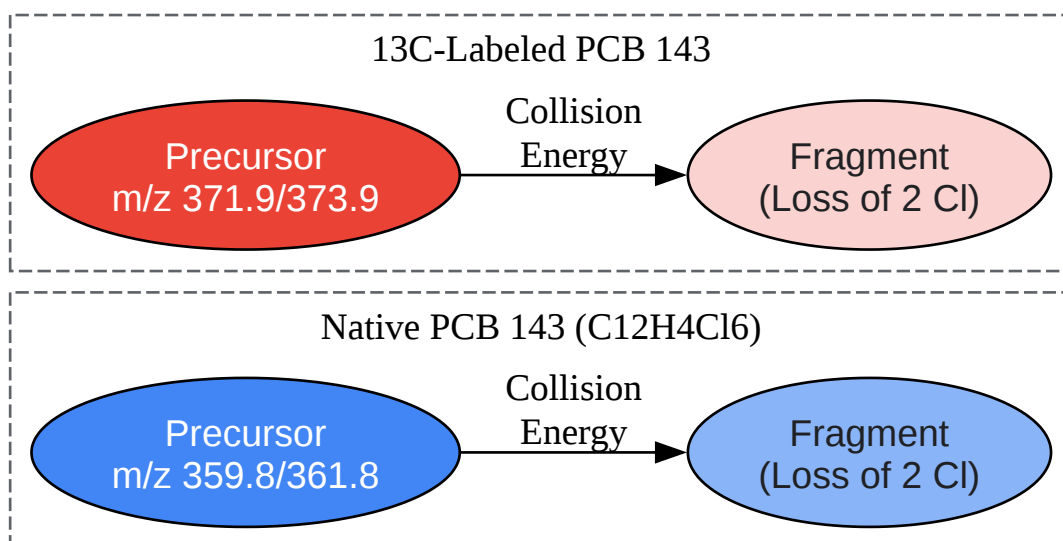 13C-Labeled PCB 143
Collision
Energy
Precursor
m/z 371.9/373.9
Fragment
(Loss of 2 Cl)
Native PCB 143 (C12H4Cl6)
Collision
Energy
Precursor
m/z 359.8/361.8
Fragment
(Loss of 2 Cl)